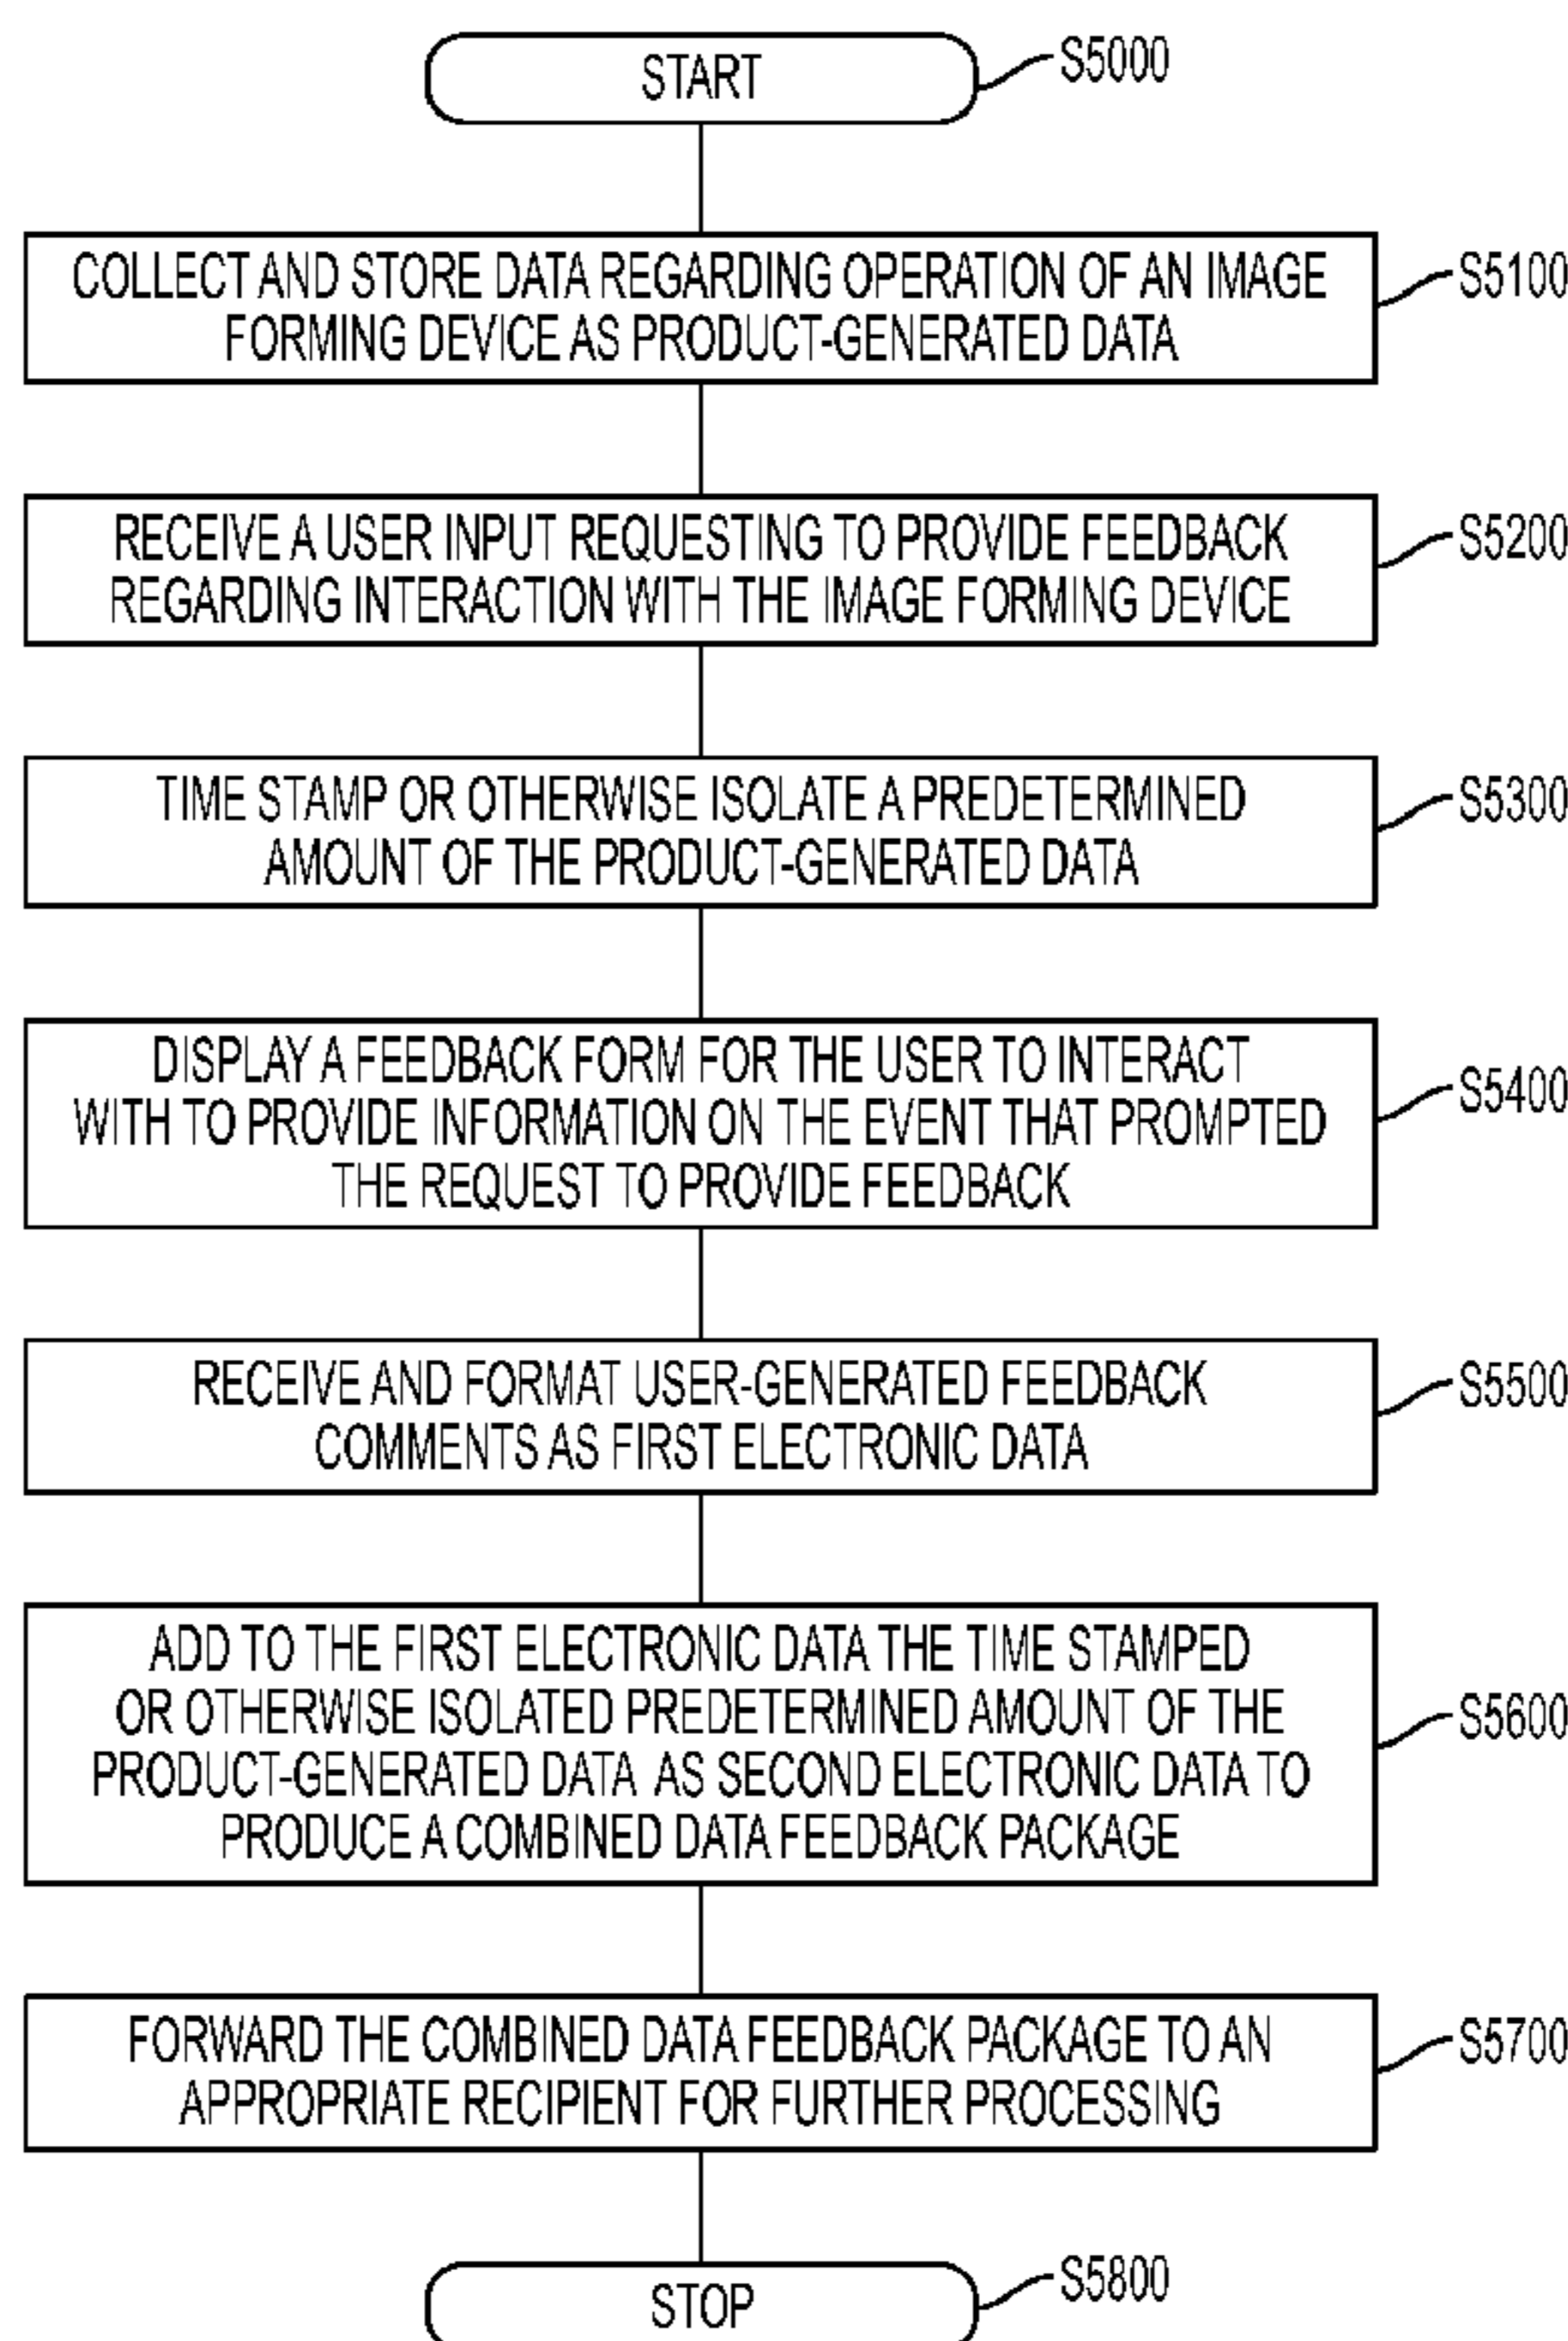 START
S5000
COLLECT AND STORE DATA REGARDING OPERATION OF AN IMAGE
FORMING DEVICE AS PRODUCT-GENERATED DATA
S5100
RECEIVE A USER INPUT REQUESTING TO PROVIDE FEEDBACK
REGARDING INTERACTION WITH THE IMAGE FORMING DEVICE
S5200
TIME STAMP OR OTHERWISE ISOLATE A PREDETERMINED
AMOUNT OF THE PRODUCT-GENERATED DATA
S5300
DISPLAY A FEEDBACK FORM FOR THE USER TO INTERACT
WITH TO PROVIDE INFORMATION ON THE EVENT THAT PROMPTED
THE REQUEST TO PROVIDE FEEDBACK
S5400
RECEIVE AND FORMAT USER-GENERATED FEEDBACK
COMMENTS AS FIRST ELECTRONIC DATA
S5500
ADD TO THE FIRST ELECTRONIC DATA THE TIME STAMPED
OR OTHERWISE ISOLATED PREDETERMINED AMOUNT OF THE
PRODUCT-GENERATED DATA AS SECOND ELECTRONIC DATA TO
PRODUCE A COMBINED DATA FEEDBACK PACKAGE
S5600
FORWARD THE COMBINED DATA FEEDBACK PACKAGE TO AN
APPROPRIATE RECIPIENT FOR FURTHER PROCESSING
S5700
STOP
S5800